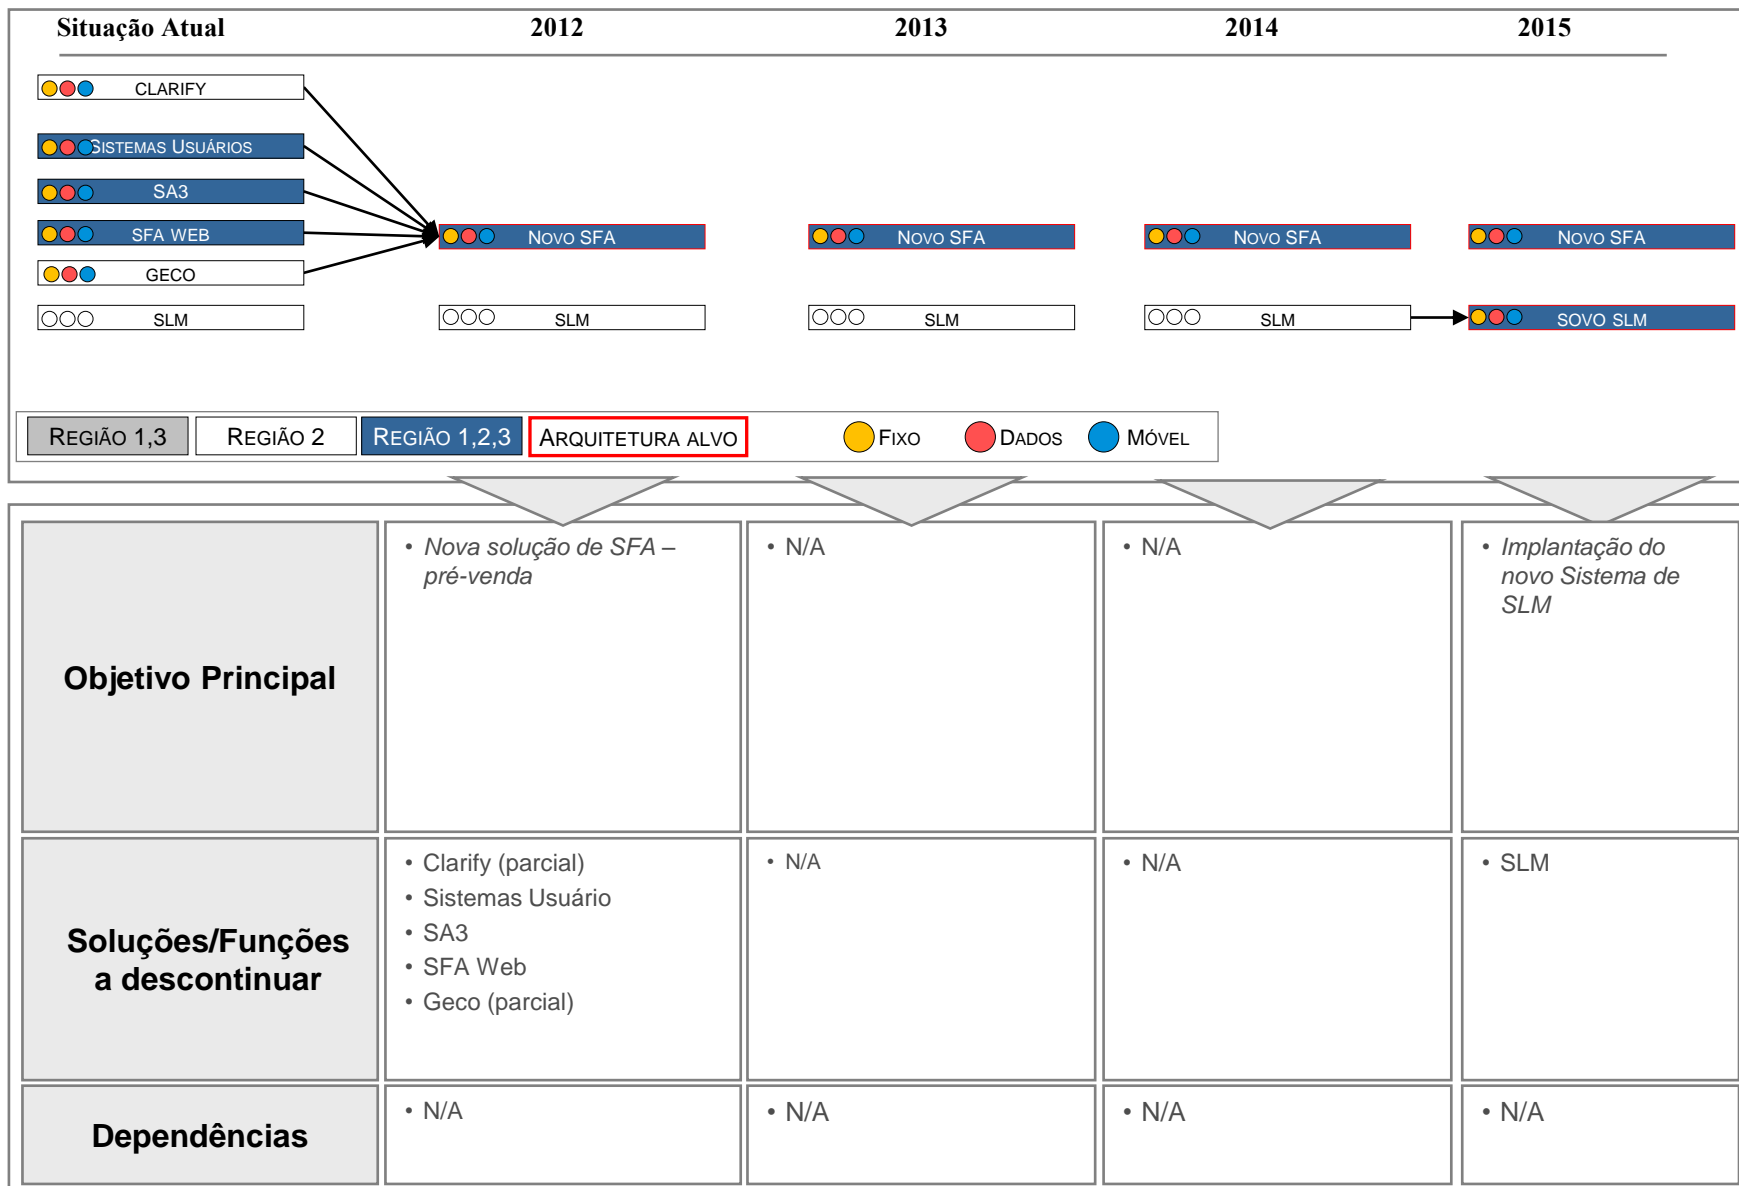 Situação Atual 2012 2013 2014 2015
CLARIFY
SISTEMAS USUÁRIOS
SA3
SFA WEB
NOVO SFA NOVO SFA NOVO SFA NOVO SFA
GECO
SLM SLM SLM SLM SOVO SLM
REGIÃO 1,3 REGIÃO 2 REGIÃO 1,2,3 ARQUITETURA ALVO FIXO DADOS MÓVEL
Objetivo Principal
• Nova solução de SFA –
pré-venda
• N/A
• N/A
• Implantação do
novo Sistema de
SLM
Soluções/Funções
a descontinuar
• Clarify (parcial)
• Sistemas Usuário
• SA3
• SFA Web
• Geco (parcial)
• N/A
• N/A
• SLM
Dependências
• N/A
• N/A
• N/A
• N/A